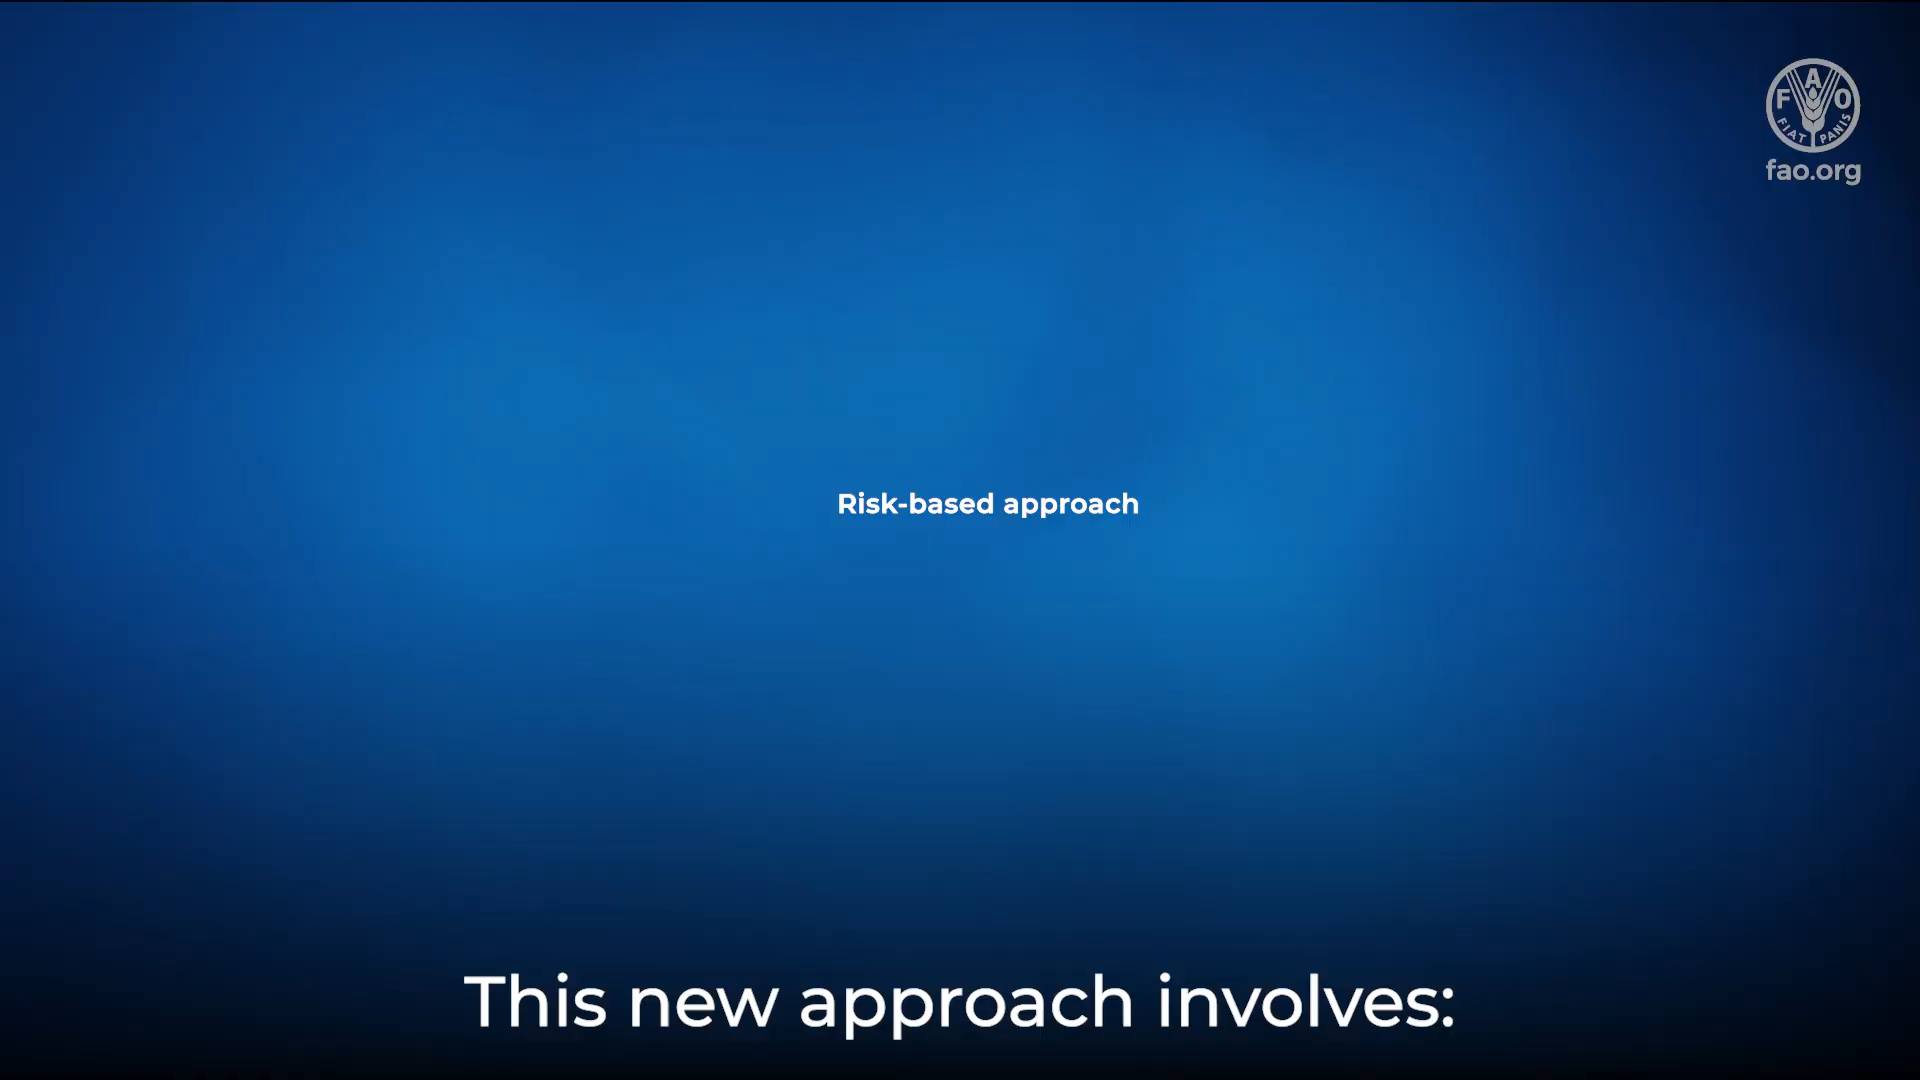 FAO
FIAT PANIS
fao.org
Risk-based approach
This new approach involves: